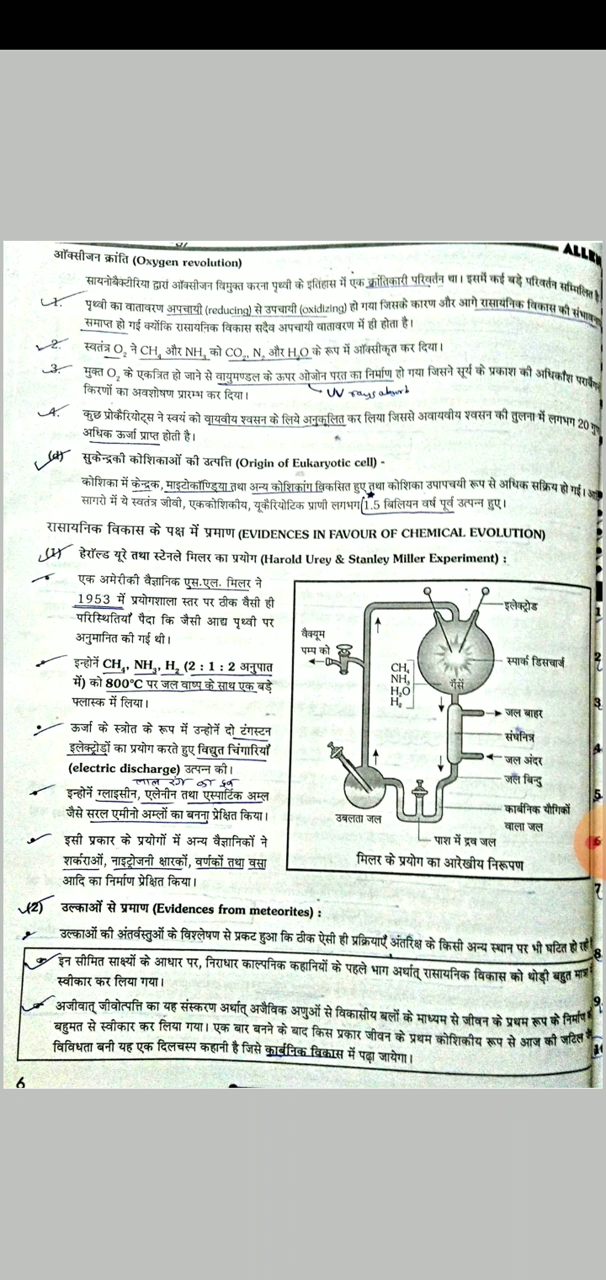 ALLEN
ऑक्सीजन क्रांति (Oxygen revolution)
सायनोबैक्टीरिया द्वारा ऑक्सीजन विमुक्त करना पृथ्वी के इतिहास में एक क्रांतिकारी परिवर्तन था। इसमें कई बड़े परिवर्तन सम्मिलित है
1. पृथ्वी का वातावरण अपचायी (reducing) से उपचायी (oxidizing) हो गया जिसके कारण और आगे रासायनिक विकास की संभावना
समाप्त हो गई क्योंकि रासायनिक विकास सदैव अपचायी वातावरण में ही होता है।
2. स्वतंत्र O₂ ने CH₄ और NH₃ को CO₂, N₂ और H₂O के रूप में ऑक्सीकृत कर दिया।
3. मुक्त O₂ के एकत्रित हो जाने से वायुमण्डल के ऊपर ओजोन परत का निर्माण हो गया जिसने सूर्य के प्रकाश की अधिकाँश
किरणों का अवशोषण प्रारम्भ कर दिया।
UV rays absorb
4. कुछ प्रोकैरियोट्स ने स्वयं को वायवीय श्वसन के लिये अनुकूलित कर लिया जिससे अवायवीय श्वसन की तुलना में लगभग 20
अधिक ऊर्जा प्राप्त होती है।
(d) सुकेन्द्रकी कोशिकाओं की उत्पत्ति (Origin of Eukaryotic cell) -
कोशिका में केन्द्रक, माइटोकॉण्ड्रिया तथा अन्य कोशिकांग विकसित हुए तथा कोशिका उपापचयी रूप से अधिक सक्रिय हो गई।
सागरो में ये स्वतंत्र जीवी, एककोशिकीय, यूकैरियोटिक प्राणी लगभग 1.5 बिलियन वर्ष पूर्व उत्पन्न हुए।
रासायनिक विकास के पक्ष में प्रमाण (EVIDENCES IN FAVOUR OF CHEMICAL EVOLUTION)
(1) हेरॉल्ड यूरे तथा स्टेनले मिलर का प्रयोग (Harold Urey & Stanley Miller Experiment) :
एक अमेरीकी वैज्ञानिक एस.एल. मिलर ने
1953 में प्रयोगशाला स्तर पर ठीक वैसी ही
परिस्थितियाँ पैदा कि जैसी आद्य पृथ्वी पर
अनुमानित की गई थी।
इन्होनें CH₄, NH₃, H₂ (2 : 1 : 2 अनुपात
में) को 800°C पर जल वाष्प के साथ एक बड़े
फ्लास्क में लिया।
ऊर्जा के स्त्रोत के रूप में उन्होनें दो टंगस्टन
इलेक्ट्रोडों का प्रयोग करते हुए विद्युत चिंगारियाँ
(electric discharge) उत्पन्न की।
लाल रंग का द्रव
इन्होनें ग्लाइसीन, एलेनीन तथा एस्पार्टिक अम्ल
जैसे सरल एमीनो अम्लों का बनना प्रेक्षित किया।
इसी प्रकार के प्रयोगों में अन्य वैज्ञानिकों ने
शर्कराओं, नाइट्रोजनी क्षारकों, वर्णकों तथा वसा
आदि का निर्माण प्रेक्षित किया।
इलेक्ट्रोड
वैक्यूम
पम्प को
स्पार्क डिसचार्ज
CH₄
NH₃
H₂O
H₂
गैसें
जल बाहर
संघनित्र
जल अंदर
जल बिन्दु
उबलता जल
कार्बनिक यौगिकों
वाला जल
पाश में द्रव जल
मिलर के प्रयोग का आरेखीय निरूपण
(2) उल्काओं से प्रमाण (Evidences from meteorites) :
उल्काओं की अंतर्वस्तुओं के विश्लेषण से प्रकट हुआ कि ठीक ऐसी ही प्रक्रियाएँ अंतरिक्ष के किसी अन्य स्थान पर भी घटित हो रही
इन सीमित साक्ष्यों के आधार पर, निराधार काल्पनिक कहानियों के पहले भाग अर्थात् रासायनिक विकास को थोड़ी बहुत मात्रा में
स्वीकार कर लिया गया।
अजीवात् जीवोत्पत्ति का यह संस्करण अर्थात् अजैविक अणुओं से विकासीय बलों के माध्यम से जीवन के प्रथम रूप के निर्माण
बहुमत से स्वीकार कर लिया गया। एक बार बनने के बाद किस प्रकार जीवन के प्रथम कोशिकीय रूप से आज की जटिल
विविधता बनी यह एक दिलचस्प कहानी है जिसे कार्बनिक विकास में पढ़ा जायेगा।
6